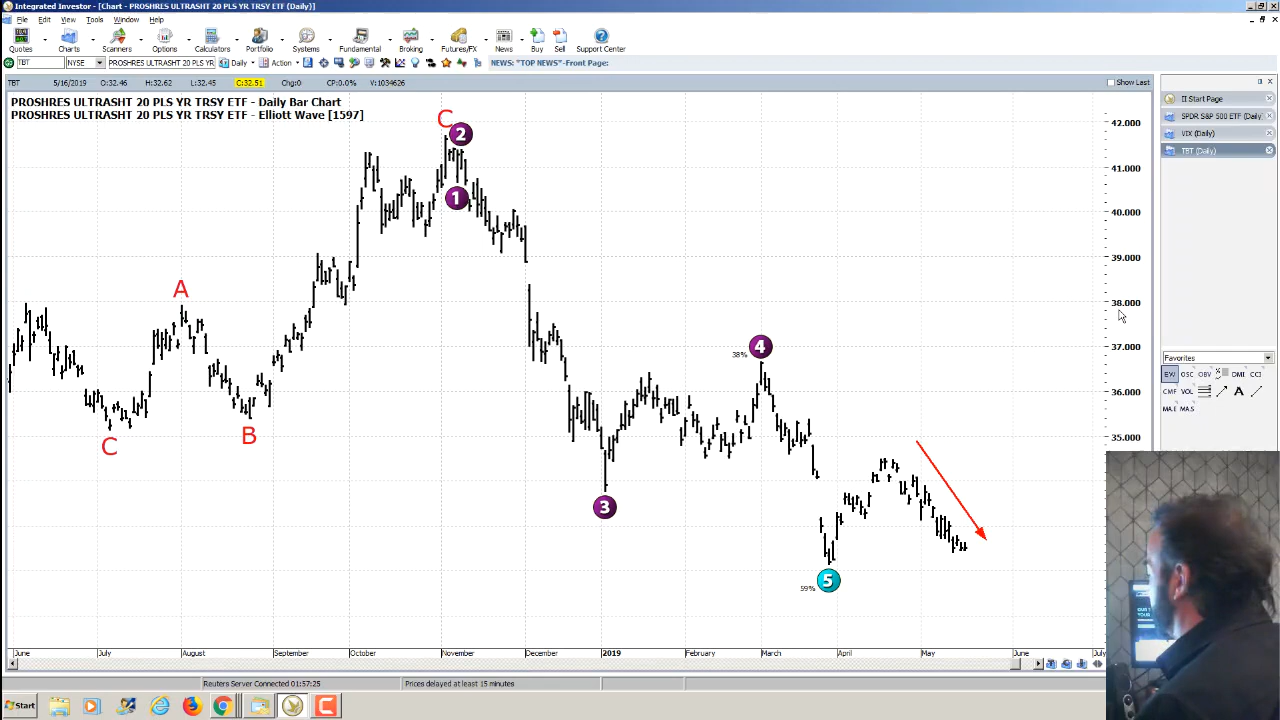 Integrated Investor - [Chart - PROSHRES ULTRASHT 20 PLS YR TRSY ETF (Daily)]
File Edit View Tools Window Help
Quotes Charts Scanners Options Calculators Portfolio Systems Fundamental Broking Futures/FX News Buy Sell Support Center
TBT NYSE PROSHRES ULTRASHT 20 PLS YR Daily Action NEWS: "TOP NEWS"-Front Page:
TBT 5/16/2019 O:32.46 H:32.62 L:32.45 C:32.51 Chg:0 CP:0.0% V:1034626 Show Last
PROSHRES ULTRASHT 20 PLS YR TRSY ETF - Daily Bar Chart
PROSHRES ULTRASHT 20 PLS YR TRSY ETF - Elliott Wave [1597]
II Start Page
SPDR S&P 500 ETF (Daily)
VIX (Daily)
TBT (Daily)
C
2
1
A
B
C
3
4
38%
5
59%
42.000
41.000
40.000
39.000
38.000
37.000
36.000
35.000
Favorites
EW OSC OBV DMI CCI
CMF VOL A
MA.E MA.S
June July August September October November December 2019 February March April May June July
Reuters Server Connected 01:57:25 Prices delayed at least 15 minutes
Start